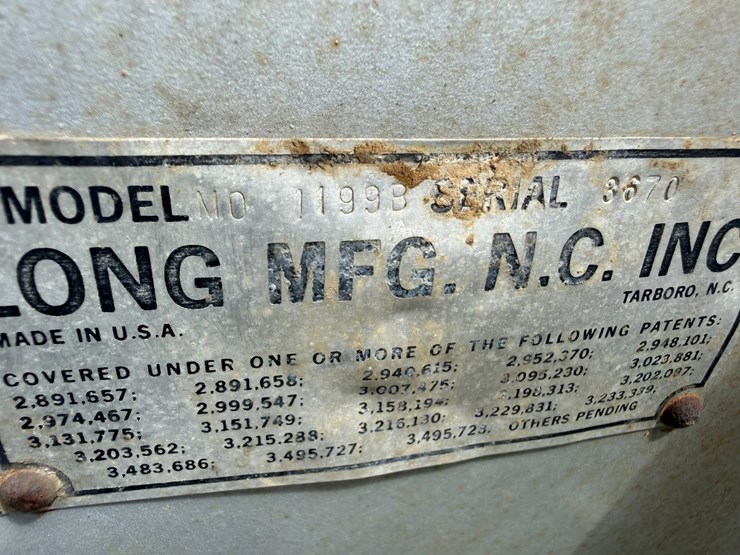 MODEL MO 1199B SERIAL 3670
LONG MFG. N.C. INC
TARBORO, N.C.
MADE IN U.S.A.
COVERED UNDER ONE OR MORE OF THE FOLLOWING PATENTS:
2,891,657; 2,891,658; 2,940,615; 2,952,370; 2,948,101;
2,974,467; 2,999,547; 3,007,475; 3,095,230; 3,023,881;
3,131,775; 3,151,749; 3,158,194; 3,198,313; 3,202,097;
3,203,562; 3,215,288; 3,216,130; 3,229,831; 3,233,339;
3,483,686; 3,495,727; 3,495,728, OTHERS PENDING